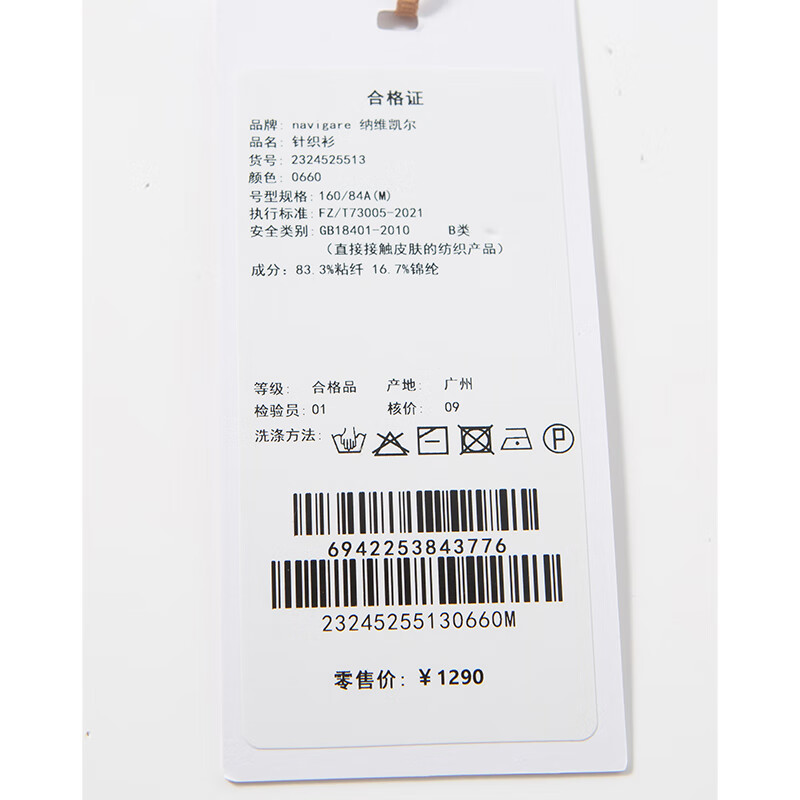 合格证
品牌: navigare 纳维凯尔
品名: 针织衫
货号: 2324525513
颜色: 0660
号型规格: 160/84A(M)
执行标准: FZ/T73005-2021
安全类别: GB18401-2010 B类
（直接接触皮肤的纺织产品）
成分: 83.3%粘纤 16.7%锦纶
等级: 合格品 产地: 广州
检验员: 01 核价: 09
洗涤方法: P
6942253843776
23245255130660M
零售价: ￥1290